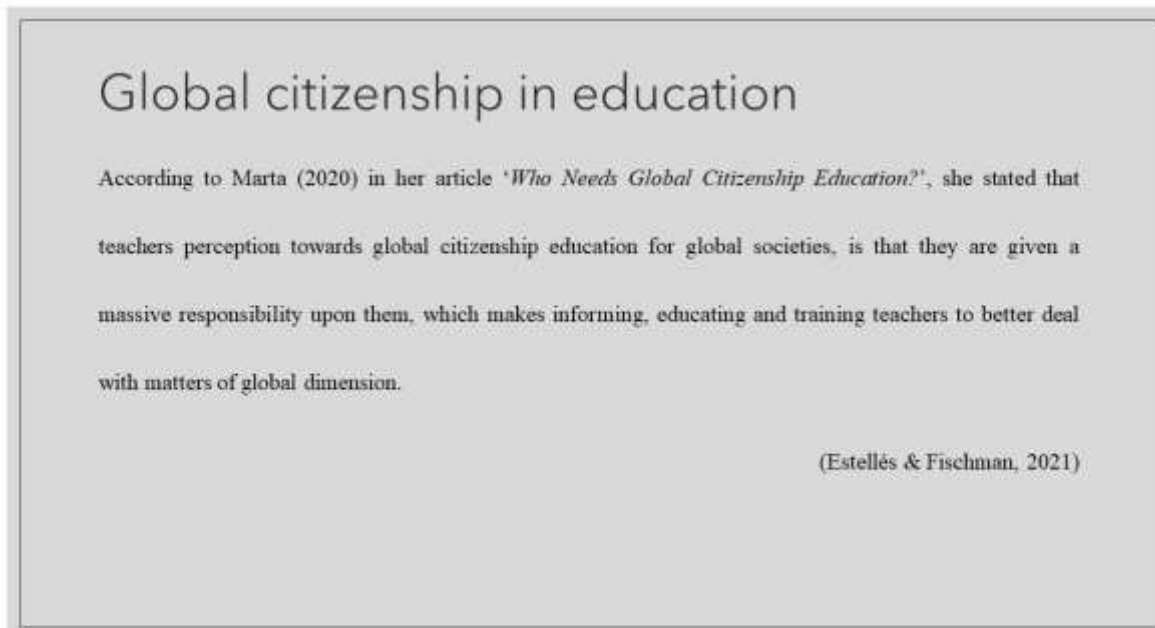 Global citizenship in education
According to Marta (2020) in her article ‘Who Needs Global Citizenship Education?’, she stated that
teachers perception towards global citizenship education for global societies, is that they are given a
massive responsibility upon them, which makes informing, educating and training teachers to better deal
with matters of global dimension.
(Estellés & Fischman, 2021)